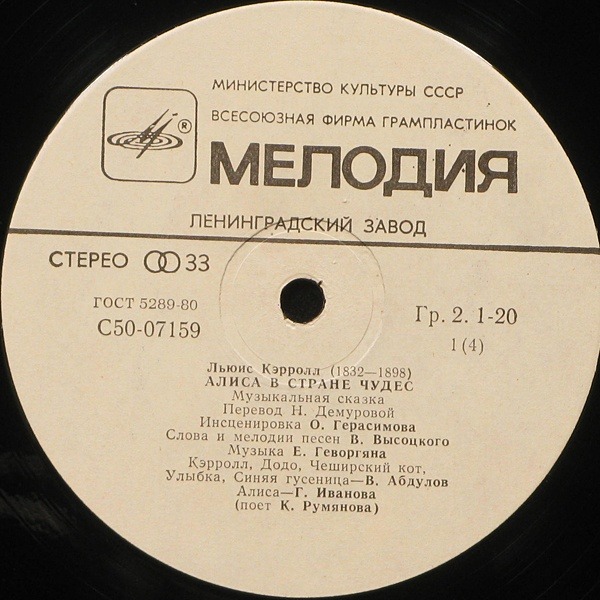 МИНИСТЕРСТВО КУЛЬТУРЫ СССР
ВСЕСОЮЗНАЯ ФИРМА ГРАМПЛАСТИНОК
®
МЕЛОДИЯ
ЛЕНИНГРАДСКИЙ ЗАВОД
СТЕРЕО 33
ГОСТ 5289-80
С50-07159
Гр. 2. 1-20
1 (4)
Льюис Кэрролл (1832—1898)
АЛИСА В СТРАНЕ ЧУДЕС
Музыкальная сказка
Перевод Н. Демуровой
Инсценировка О. Герасимова
Слова и мелодии песен В. Высоцкого
Музыка Е. Геворгяна
Кэрролл, Додо, Чеширский кот,
Улыбка, Синяя гусеница—В. Абдулов
Алиса—Г. Иванова
(поет К. Румянова)